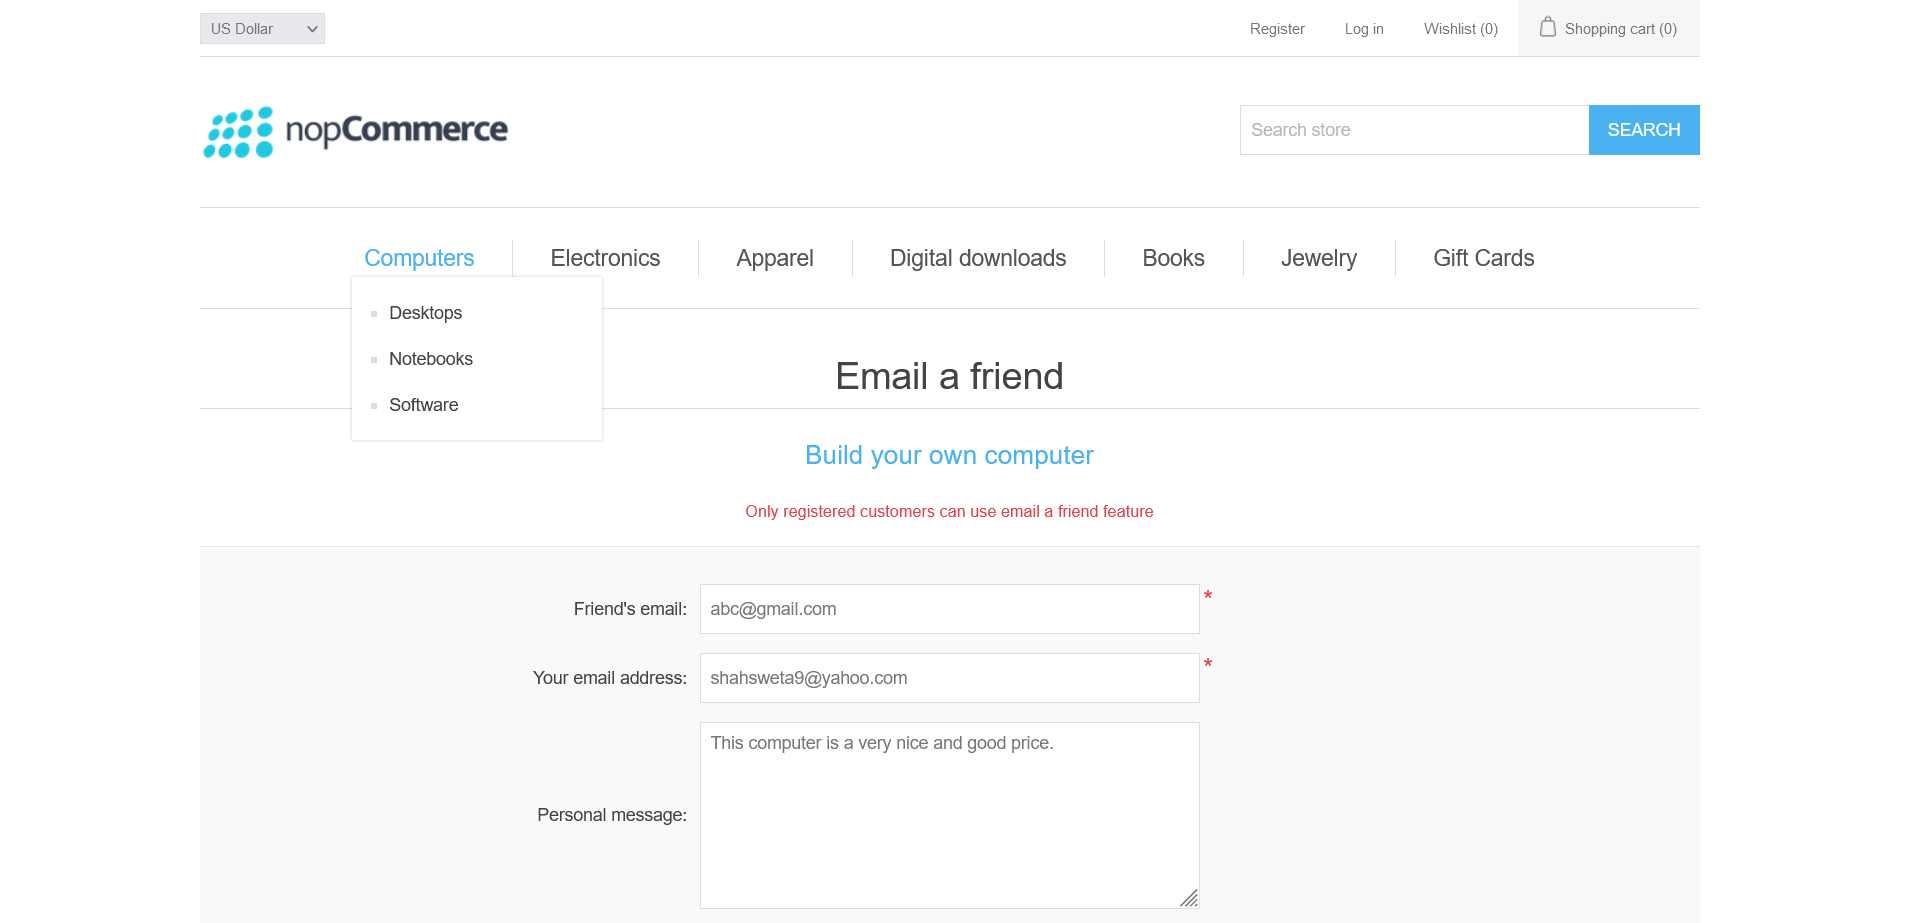 US Dollar
Register Log in Wishlist (0) Shopping cart (0)
nopCommerce
Search store SEARCH
Computers Electronics Apparel Digital downloads Books Jewelry Gift Cards
Desktops
Notebooks
Software
Email a friend
Build your own computer
Only registered customers can use email a friend feature
Friend's email: abc@gmail.com *
Your email address: shahsweta9@yahoo.com *
Personal message: This computer is a very nice and good price.